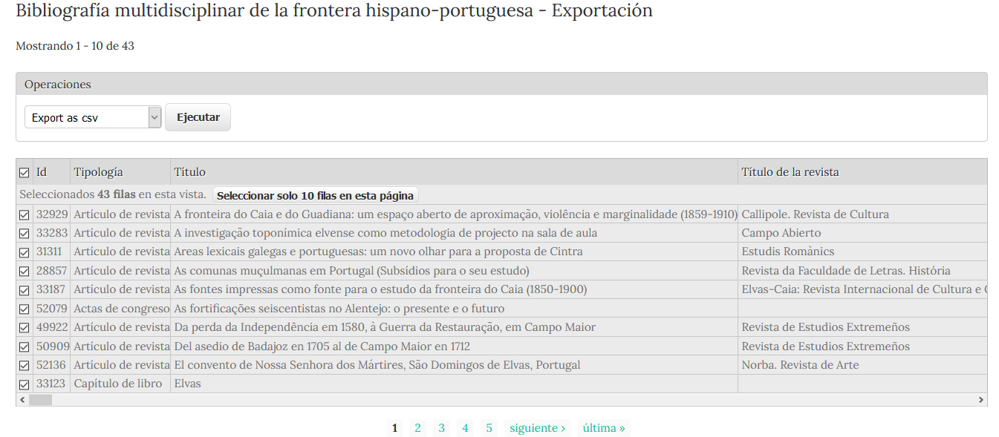 Bibliografía multidisciplinar de la frontera hispano-portuguesa - Exportación
Mostrando 1 - 10 de 43
Operaciones
Export as csv Ejecutar
Id Tipología Título Título de la revista
Seleccionados 43 filas en esta vista. Seleccionar solo 10 filas en esta página
32929 Artículo de revista A fronteira do Caia e do Guadiana: um espaço aberto de aproximação, violência e marginalidade (1859-1910) Callipole. Revista de Cultura
33283 Artículo de revista A investigação toponímica elvense como metodologia de projecto na sala de aula Campo Abierto
31311 Artículo de revista Areas lexicais galegas e portuguesas: um novo olhar para a proposta de Cintra Estudis Romànics
28857 Artículo de revista As comunas muçulmanas em Portugal (Subsídios para o seu estudo) Revista da Faculdade de Letras. História
33187 Artículo de revista As fontes impressas como fonte para o estudo da fronteira do Caia (1850-1900) Elvas-Caia: Revista Internacional de Cultura e
52079 Actas de congreso As fortificações seiscentistas no Alentejo: o presente e o futuro
49922 Artículo de revista Da perda da Independência em 1580, à Guerra da Restauração, em Campo Maior Revista de Estudios Extremeños
50909 Artículo de revista Del asedio de Badajoz en 1705 al de Campo Maior en 1712 Revista de Estudios Extremeños
52136 Artículo de revista El convento de Nossa Senhora dos Mártires, São Domingos de Elvas, Portugal Norba. Revista de Arte
33123 Capítulo de libro Elvas
1 2 3 4 5 siguiente › última »